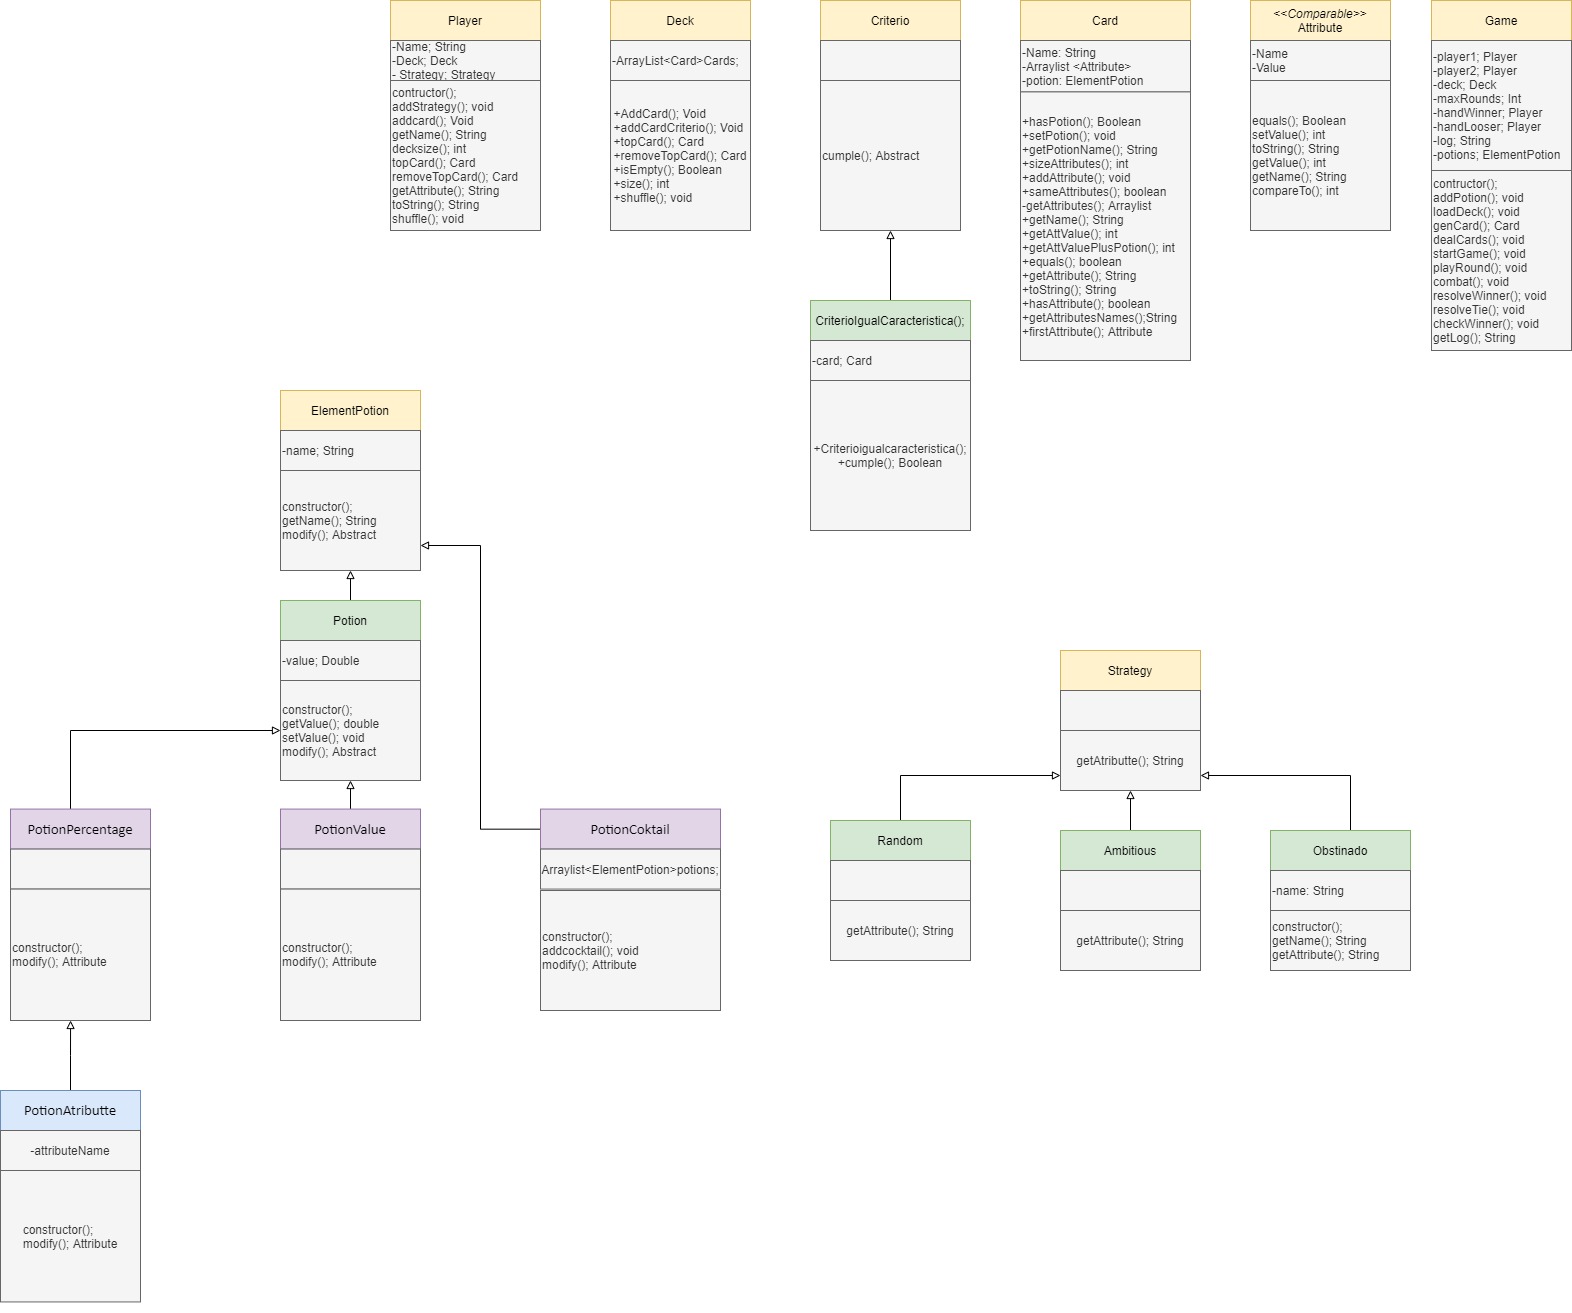 Player
-Name; String
-Deck; Deck
- Strategy; Strategy
contructor();
addStrategy(); void
addcard(); Void
getName(); String
decksize(); int
topCard(); Card
removeTopCard(); Card
getAttribute(); String
toString(); String
shuffle(); void
Deck
-ArrayList<Card>Cards;
+AddCard(); Void
+addCardCriterio(); Void
+topCard(); Card
+removeTopCard(); Card
+isEmpty(); Boolean
+size(); int
+shuffle(); void
Criterio
cumple(); Abstract
Card
-Name: String
-Arraylist <Attribute>
-potion: ElementPotion
+hasPotion(); Boolean
+setPotion(); void
+getPotionName(); String
+sizeAttributes(); int
+addAttribute(); void
+sameAttributes(); boolean
-getAttributes(); Arraylist
+getName(); String
+getAttValue(); int
+getAttValuePlusPotion(); int
+equals(); boolean
+getAttribute(); String
+toString(); String
+hasAttribute(); boolean
+getAttributesNames();String
+firstAttribute(); Attribute
<<Comparable>>
Attribute
-Name
-Value
equals(); Boolean
setValue(); int
toString(); String
getValue(); int
getName(); String
compareTo(); int
Game
-player1; Player
-player2; Player
-deck; Deck
-maxRounds; Int
-handWinner; Player
-handLooser; Player
-log; String
-potions; ElementPotion
contructor();
addPotion(); void
loadDeck(); void
genCard(); Card
dealCards(); void
startGame(); void
playRound(); void
combat(); void
resolveWinner(); void
resolveTie(); void
checkWinner(); void
getLog(); String
CriterioIgualCaracteristica();
-card; Card
+Criterioigualcaracteristica();
+cumple(); Boolean
ElementPotion
-name; String
constructor();
getName(); String
modify(); Abstract
Potion
-value; Double
constructor();
getValue(); double
setValue(); void
modify(); Abstract
PotionPercentage
constructor();
modify(); Attribute
PotionValue
constructor();
modify(); Attribute
PotionCoktail
Arraylist<ElementPotion>potions;
constructor();
addcocktail(); void
modify(); Attribute
PotionAtributte
-attributeName
constructor();
modify(); Attribute
Strategy
getAtributte(); String
Random
getAttribute(); String
Ambitious
getAttribute(); String
Obstinado
-name: String
constructor();
getName(); String
getAttribute(); String